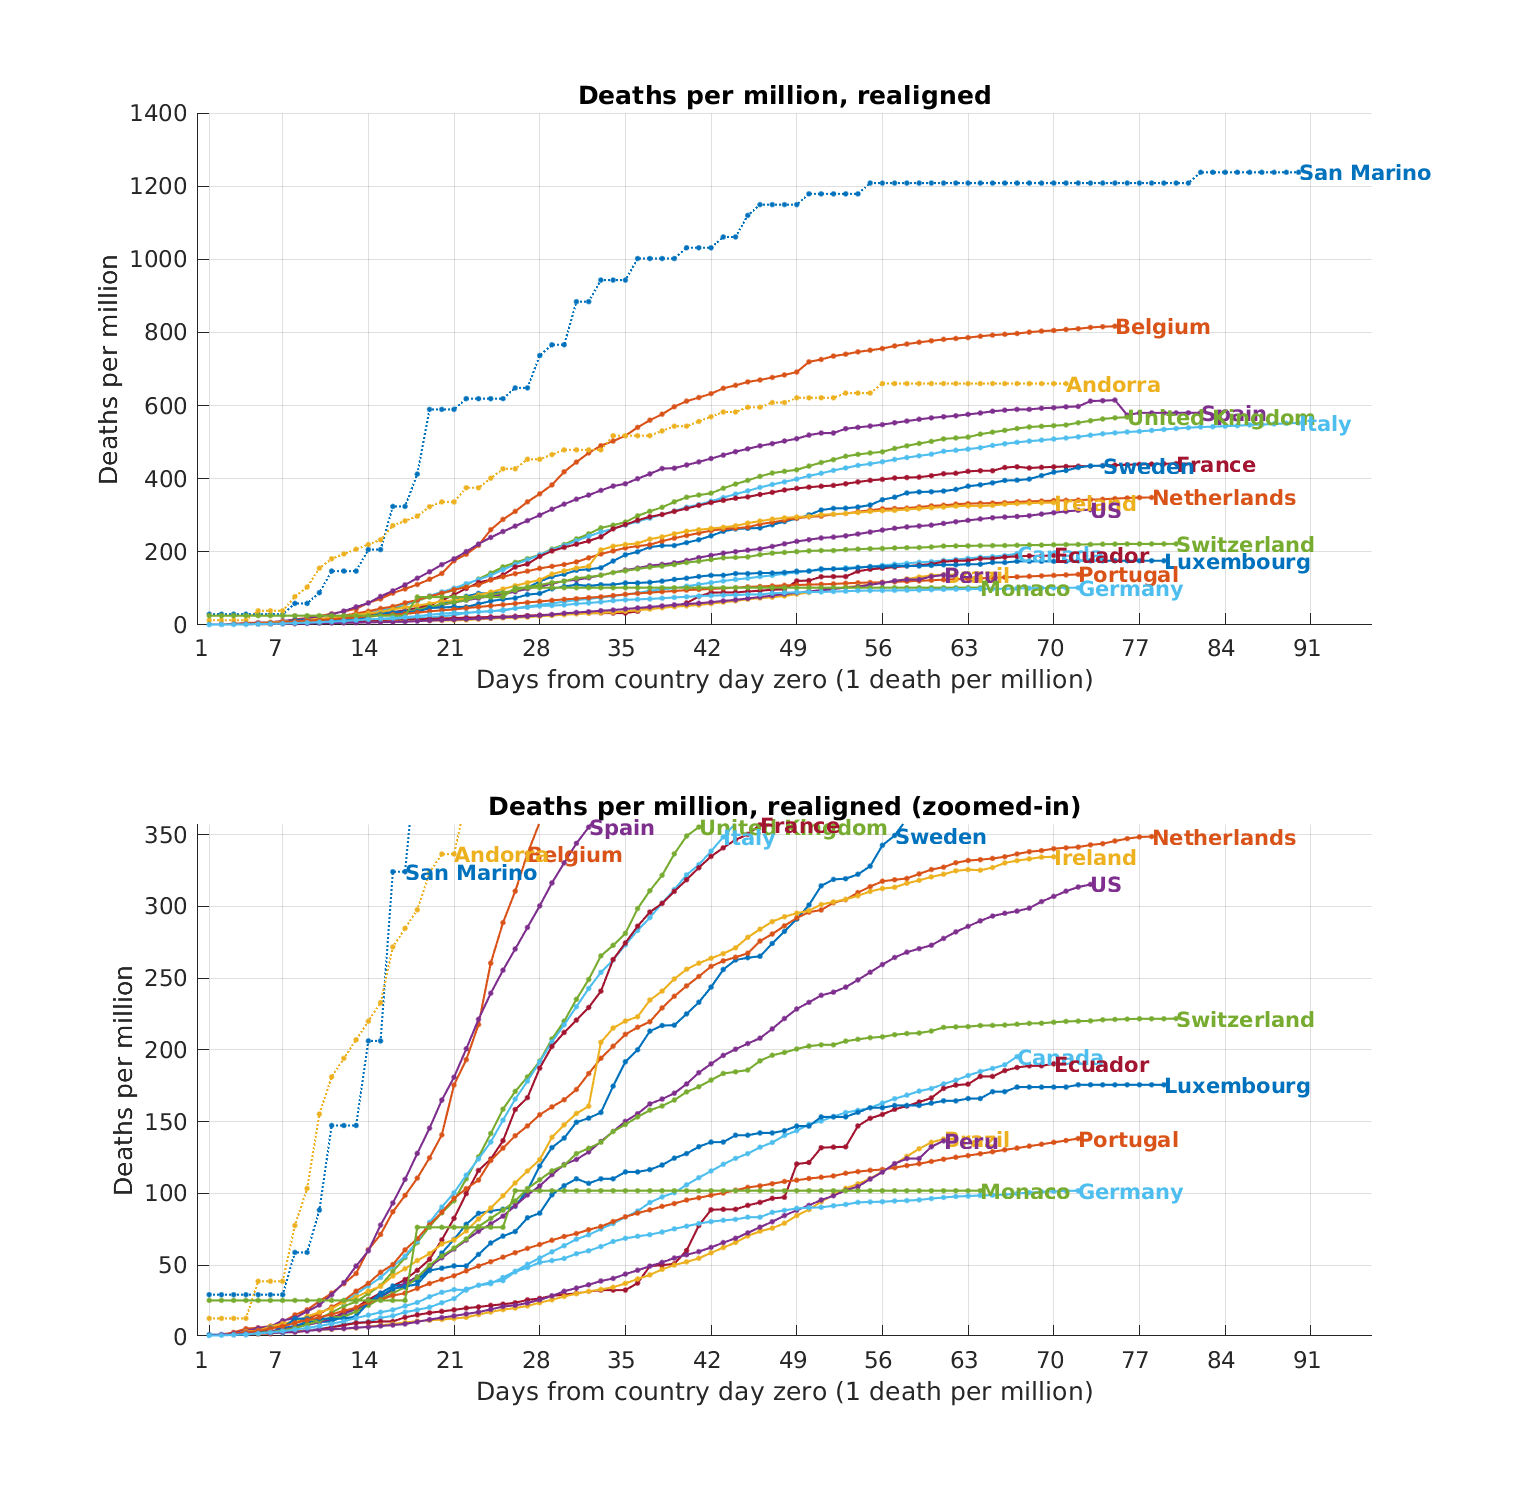 Deaths per million, realigned
1400
1200
1000
800
600
400
200
0
Deaths per million
San Marino
Belgium
Andorra
Spain
United Kingdom
Italy
France
Sweden
Netherlands
Ireland
US
Switzerland
Canada
Ecuador
Luxembourg
Brazil
Peru
Portugal
Monaco
Germany
1 7 14 21 28 35 42 49 56 63 70 77 84 91
Days from country day zero (1 death per million)
Deaths per million, realigned (zoomed-in)
350
300
250
200
150
100
50
0
Deaths per million
Spain
United Kingdom
France
Italy
Sweden
Netherlands
Andorra
Belgium
Ireland
San Marino
US
Switzerland
Canada
Ecuador
Luxembourg
Brazil
Peru
Portugal
Monaco
Germany
1 7 14 21 28 35 42 49 56 63 70 77 84 91
Days from country day zero (1 death per million)